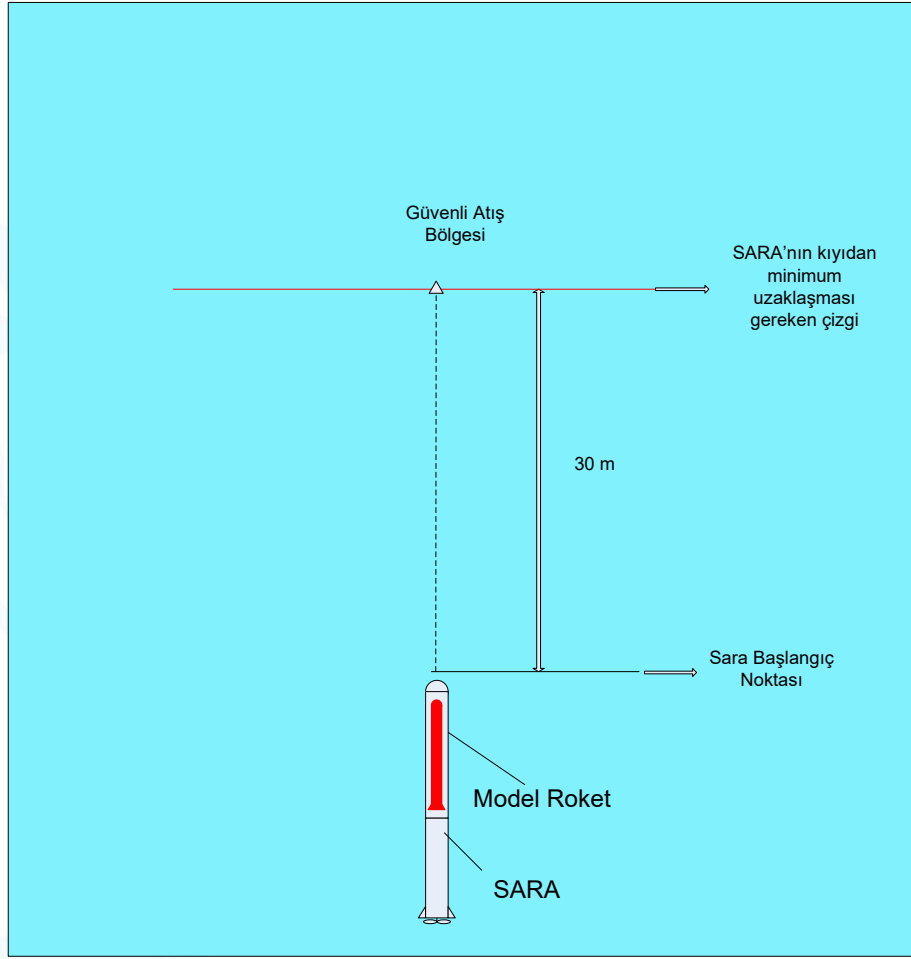 Güvenli Atış
Bölgesi
SARA’nın kıyıdan
minimum
uzaklaşması
gereken çizgi
30 m
Sara Başlangıç
Noktası
Model Roket
SARA